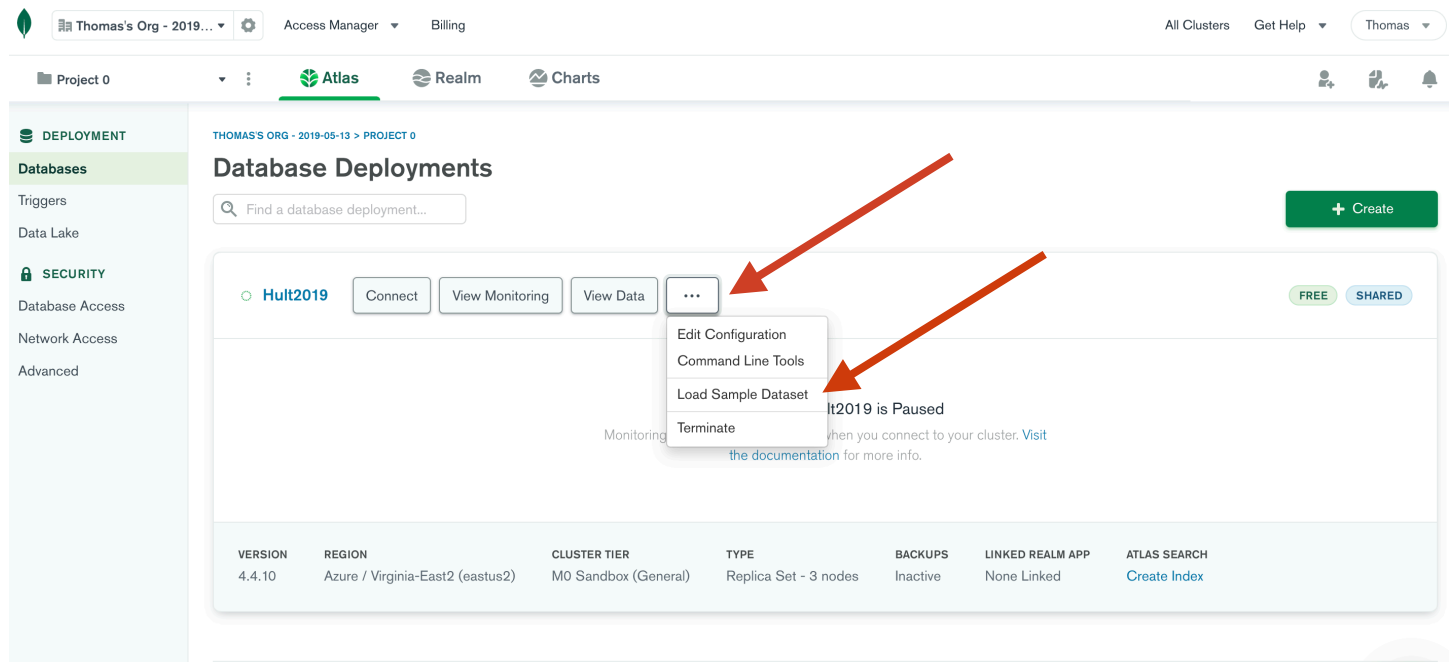 Thomas's Org - 2019...
Access Manager
Billing
All Clusters
Get Help
Thomas
Project 0
Atlas
Realm
Charts
DEPLOYMENT
Databases
Triggers
Data Lake
SECURITY
Database Access
Network Access
Advanced
THOMAS'S ORG - 2019-05-13 > PROJECT 0
Database Deployments
Find a database deployment...
+ Create
Hult2019
Connect
View Monitoring
View Data
...
FREE
SHARED
Edit Configuration
Command Line Tools
Load Sample Dataset
Terminate
lt2019 is Paused
Monitoring when you connect to your cluster. Visit
the documentation for more info.
VERSION
4.4.10
REGION
Azure / Virginia-East2 (eastus2)
CLUSTER TIER
M0 Sandbox (General)
TYPE
Replica Set - 3 nodes
BACKUPS
Inactive
LINKED REALM APP
None Linked
ATLAS SEARCH
Create Index